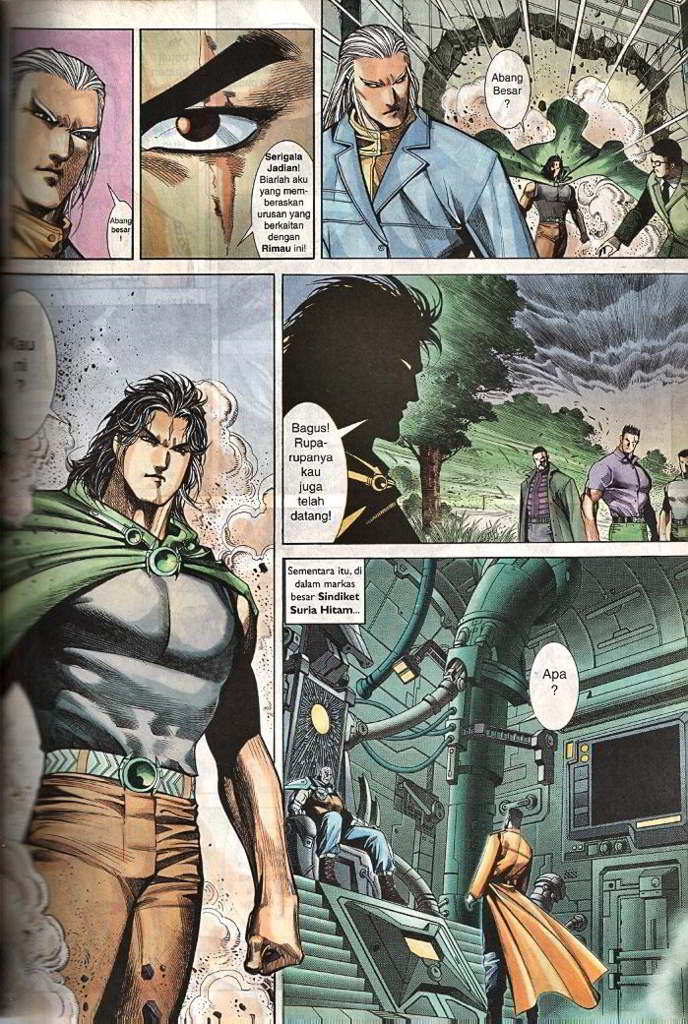 Abang
besar
!
Serigala
Jadian!
Biarlah aku
yang mem-
beraskan
urusan yang
berkaitan
dengan
Rimau ini!
Abang
Besar
?
Kau
ni
?
Bagus!
Rupa-
rupanya
kau
juga
telah
datang!
Sementara itu, di
dalam markas
besar Sindiket
Suria Hitam...
Apa
?